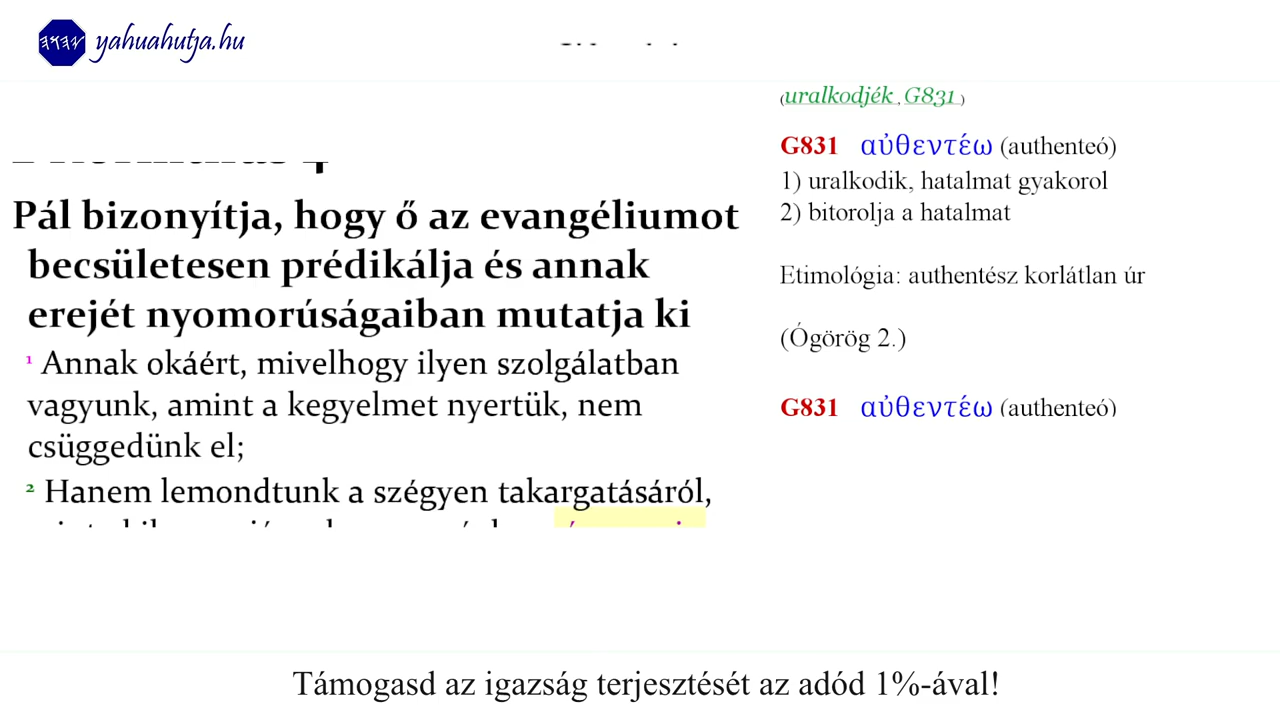 yahuahutja.hu
Pál bizonyítja, hogy ő az evangéliumot
becsületesen prédikálja és annak
erejét nyomorúságaiban mutatja ki
1 Annak okáért, mivelhogy ilyen szolgálatban
vagyunk, amint a kegyelmet nyertük, nem
csüggedünk el;
2 Hanem lemondtunk a szégyen takargatásáról,
(uralkodjék , G831 )
G831 αὐθεντέω (authenteó)
1) uralkodik, hatalmat gyakorol
2) bitorolja a hatalmat
Etimológia: authentész korlátlan úr
(Ógörög 2.)
G831 αὐθεντέω (authenteó)
Támogasd az igazság terjesztését az adód 1%-ával!